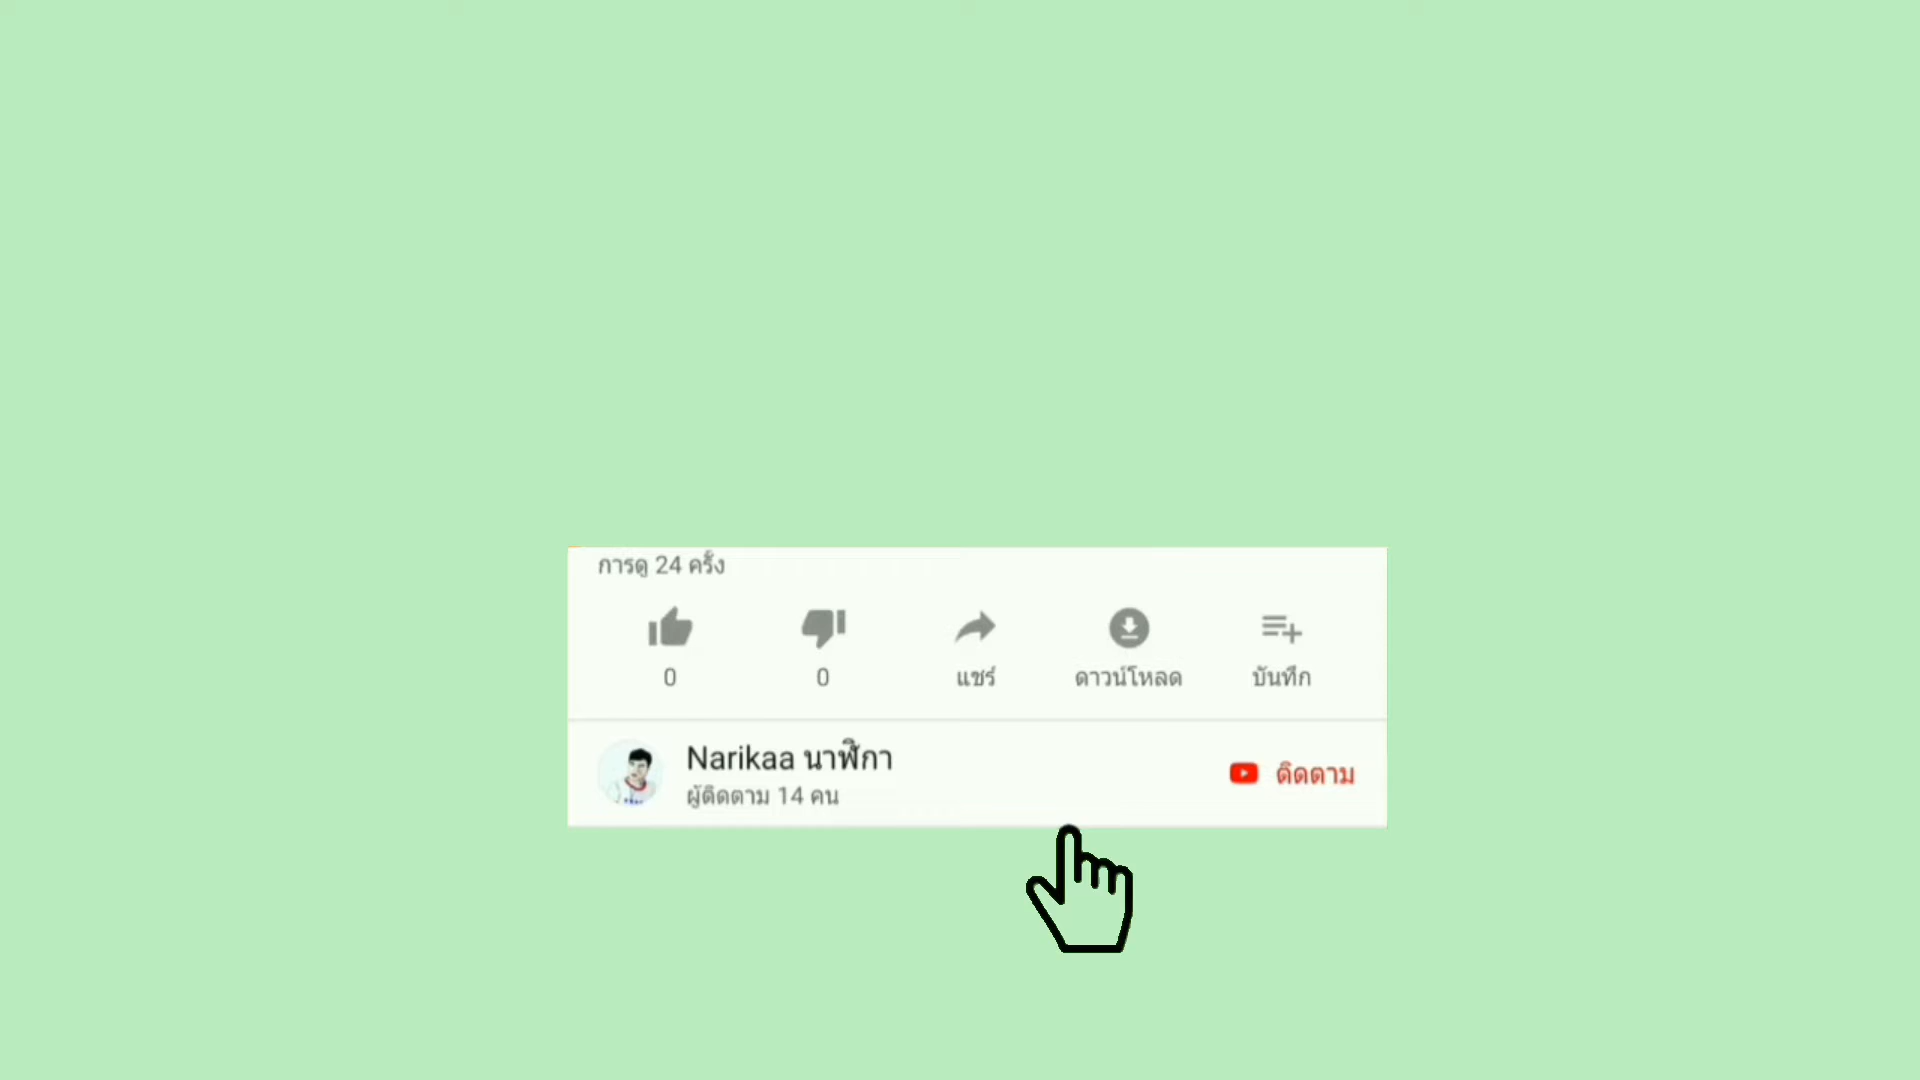 การดู 24 ครั้ง
0 0 แชร์ ดาวน์โหลด บันทึก
Narikaa นาฬิกา
ผู้ติดตาม 14 คน
ติดตาม